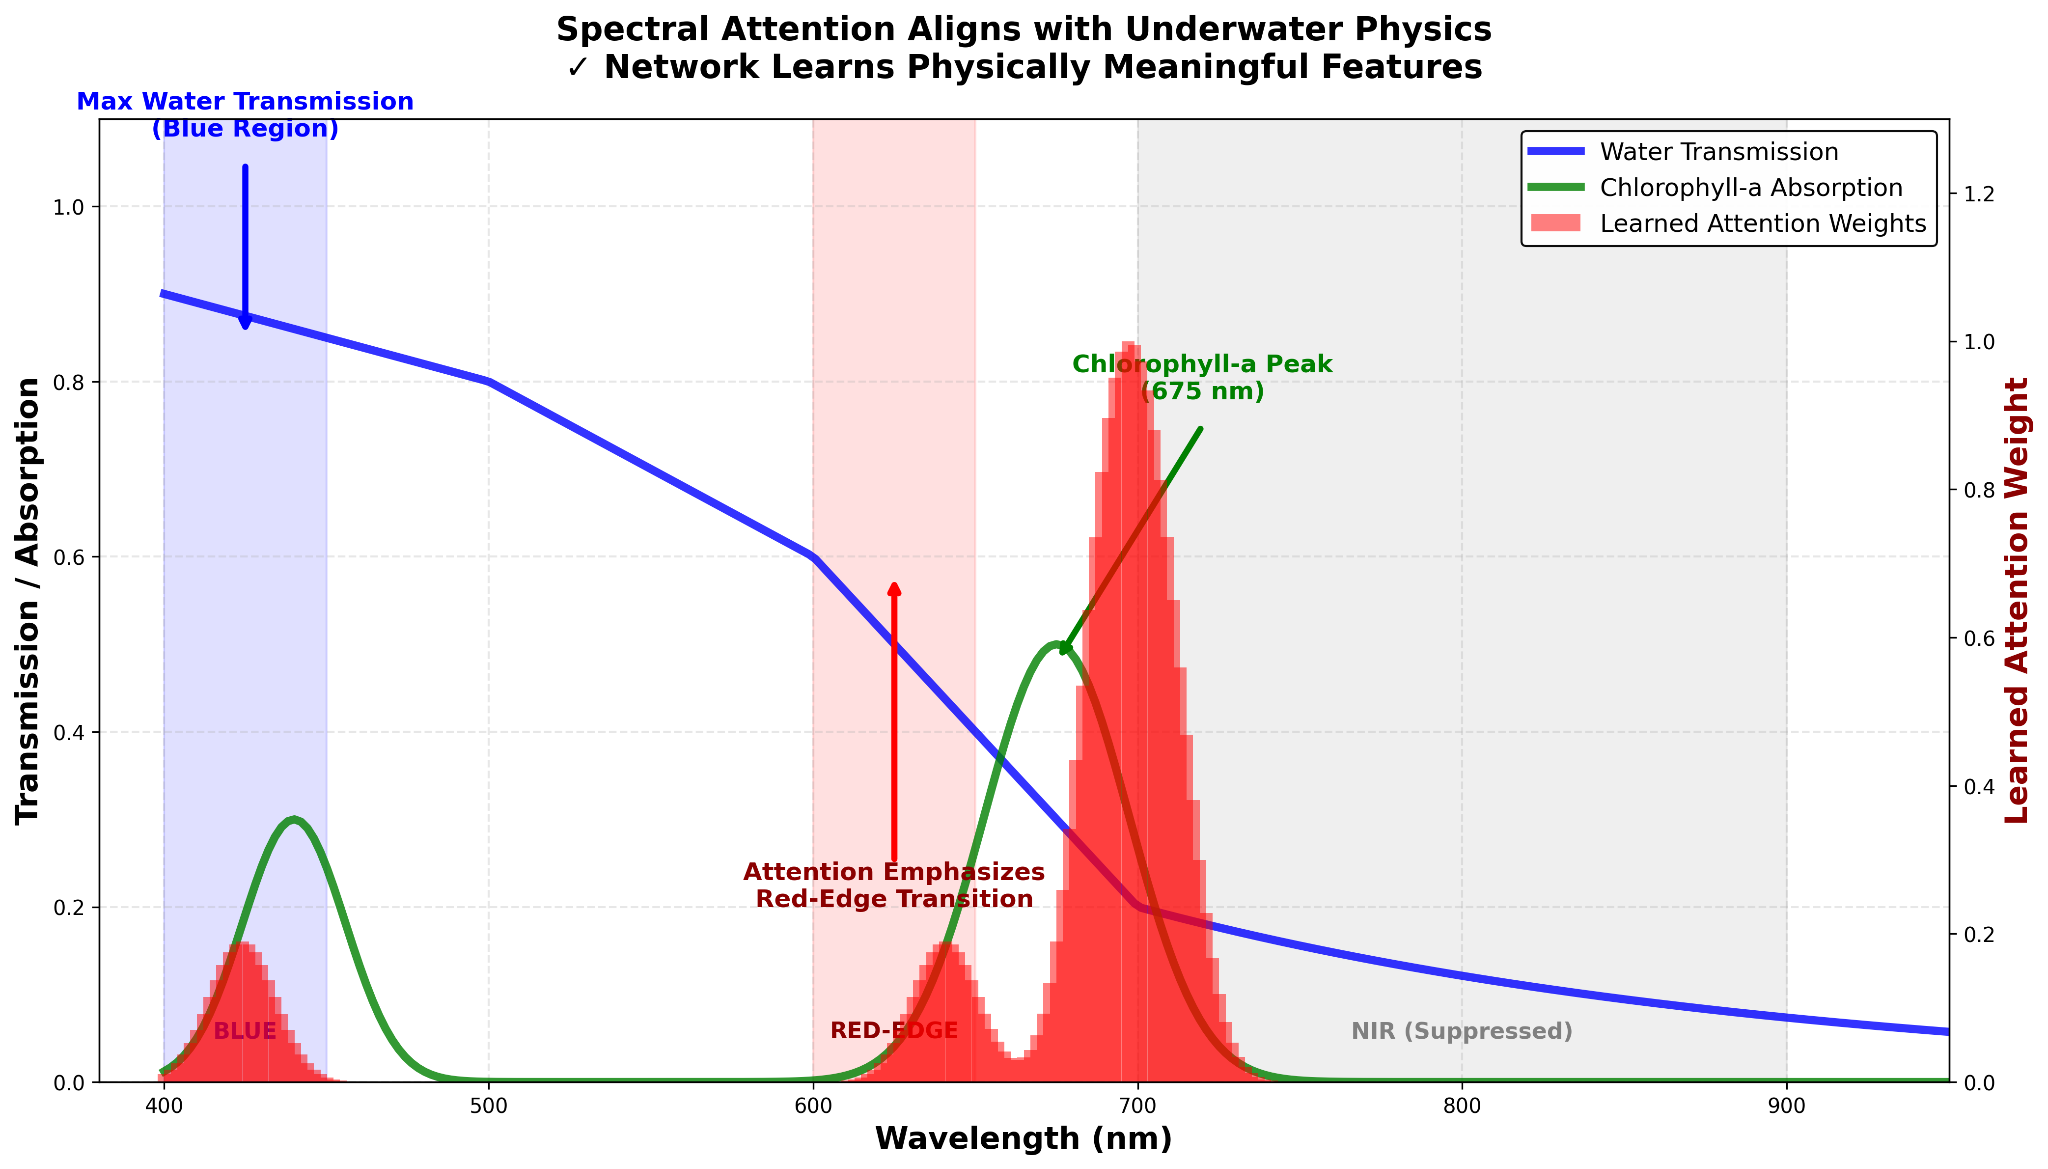 Spectral Attention Aligns with Underwater Physics
✓ Network Learns Physically Meaningful Features
Max Water Transmission
(Blue Region)
Water Transmission
Chlorophyll-a Absorption
Learned Attention Weights
Chlorophyll-a Peak
(675 nm)
Attention Emphasizes
Red-Edge Transition
BLUE
RED-EDGE
NIR (Suppressed)
Transmission / Absorption
1.0
0.8
0.6
0.4
0.2
0.0
Learned Attention Weight
1.2
1.0
0.8
0.6
0.4
0.2
0.0
400 500 600 700 800 900
Wavelength (nm)